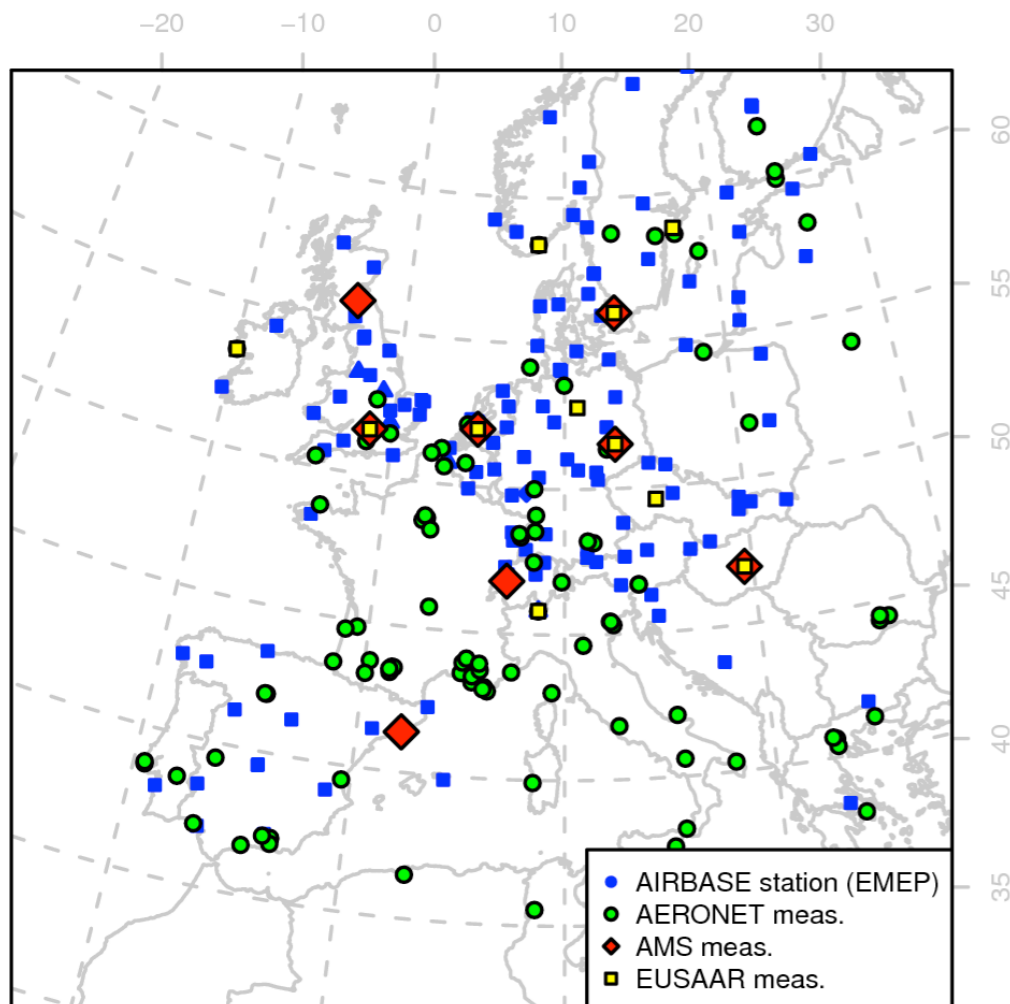 −20 −10 0 10 20 30
60
55
50
45
40
35
AIRBASE station (EMEP)
AERONET meas.
AMS meas.
EUSAAR meas.